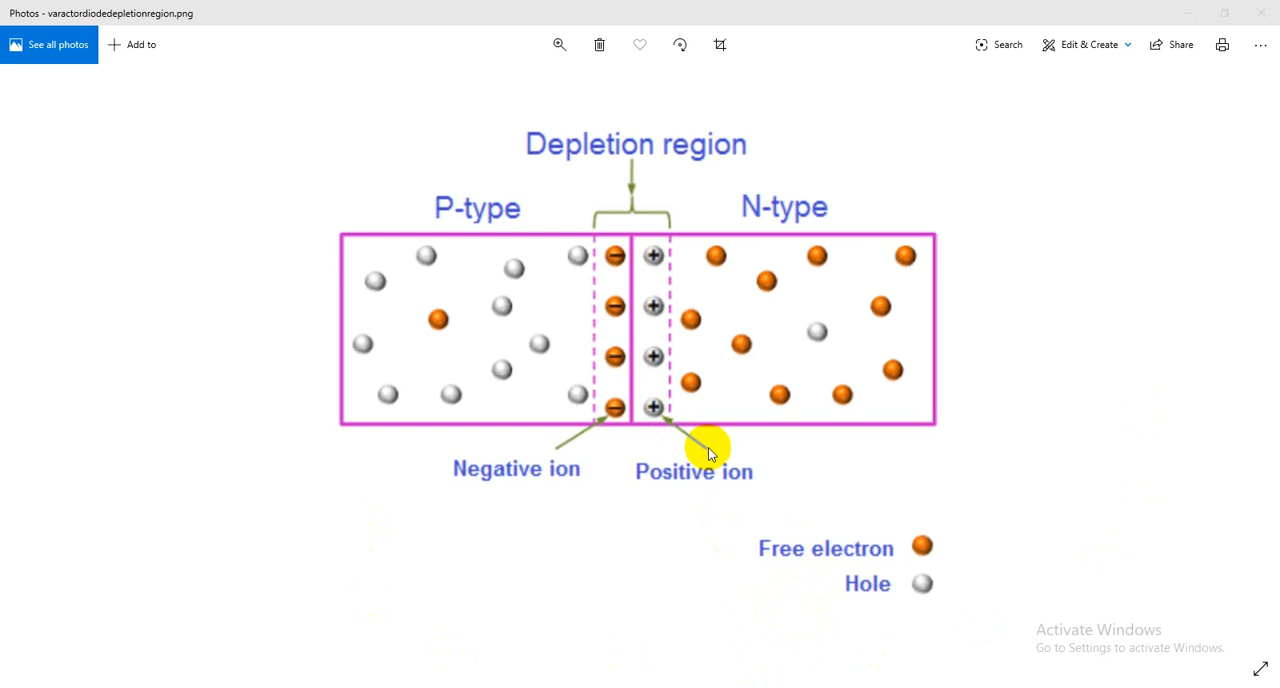 Photos - varactordiodedepletionregion.png
See all photos
Add to
Search
Edit & Create
Share
Depletion region
P-type
N-type
Negative ion
Positive ion
Free electron
Hole
Activate Windows
Go to Settings to activate Windows.